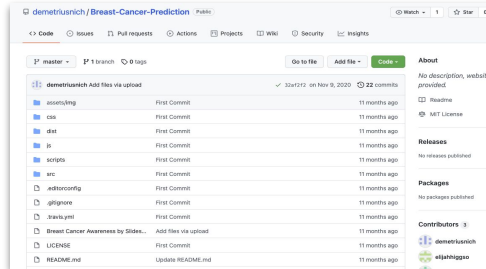 demetriusnich / Breast-Cancer-Prediction Public
Watch 1 Star
Code Issues Pull requests Actions Projects Wiki Security Insights
master 1 branch 0 tags Go to file Add file Code
demetriusnich Add files via upload 32af2f2 on Nov 9, 2020 22 commits
assets/img First Commit 11 months ago
css First Commit 11 months ago
dist First Commit 11 months ago
js First Commit 11 months ago
scripts First Commit 11 months ago
src First Commit 11 months ago
.editorconfig First Commit 11 months ago
.gitignore First Commit 11 months ago
.travis.yml First Commit 11 months ago
Breast Cancer Awareness by Slides... Add files via upload 11 months ago
LICENSE First Commit 11 months ago
README.md Update README.md 11 months ago
About
No description, websit
provided.
Readme
MIT License
Releases
No releases published
Packages
No packages published
Contributors 3
demetriusnich
elijahhiggso